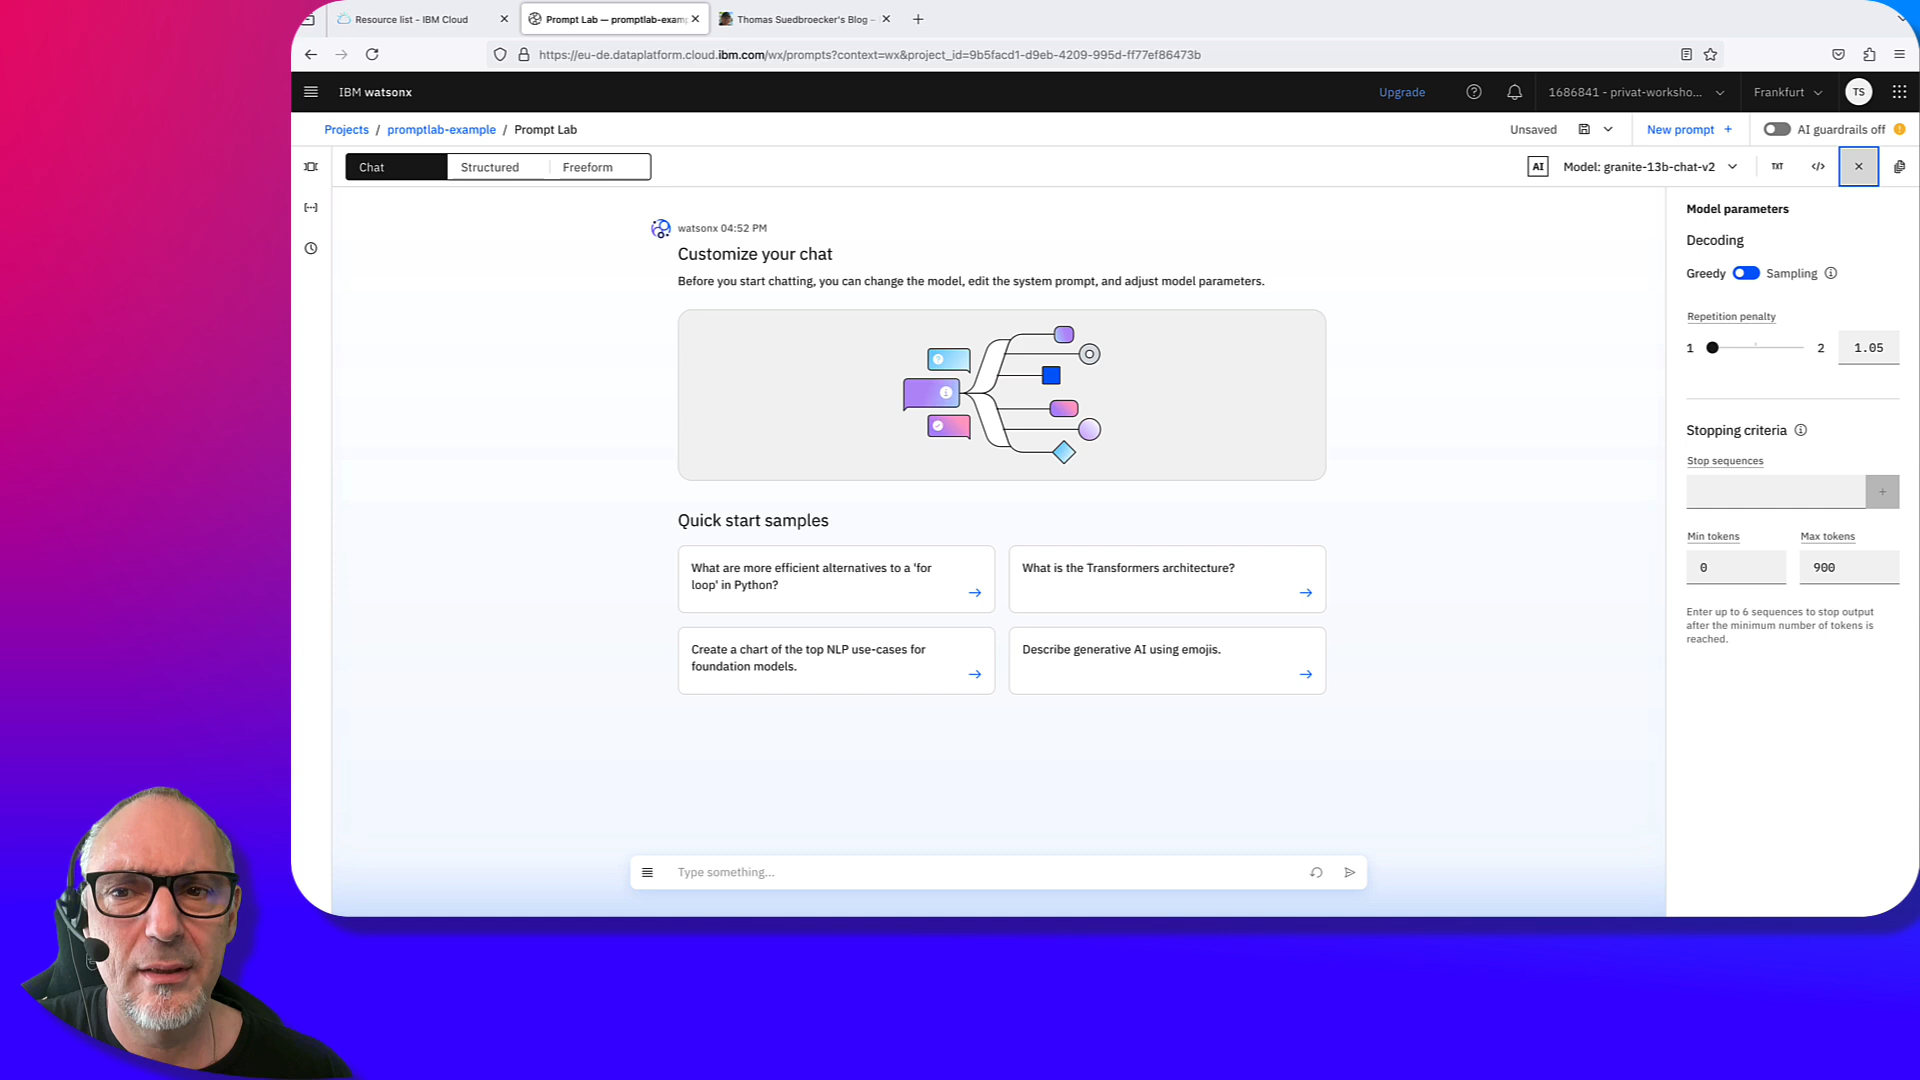 Resource list – IBM Cloud
Prompt Lab — promptlab-exam
Thomas Suedbroecker's Blog –
https://eu-de.dataplatform.cloud.ibm.com/wx/prompts?context=wx&project_id=9b5facd1-d9eb-4209-995d-ff77ef86473b
IBM watsonx
Upgrade
1686841 - privat-worksho...
Frankfurt
TS
Projects / promptlab-example / Prompt Lab
Unsaved
New prompt +
AI guardrails off
Chat
Structured
Freeform
AI
Model: granite-13b-chat-v2
TXT
</>
watsonx 04:52 PM
Customize your chat
Before you start chatting, you can change the model, edit the system prompt, and adjust model parameters.
Quick start samples
What are more efficient alternatives to a 'for
loop' in Python?
What is the Transformers architecture?
Create a chart of the top NLP use-cases for
foundation models.
Describe generative AI using emojis.
Type something...
Model parameters
Decoding
Greedy
Sampling
Repetition penalty
1
2
1.05
Stopping criteria
Stop sequences
+
Min tokens
Max tokens
0
900
Enter up to 6 sequences to stop output
after the minimum number of tokens is
reached.